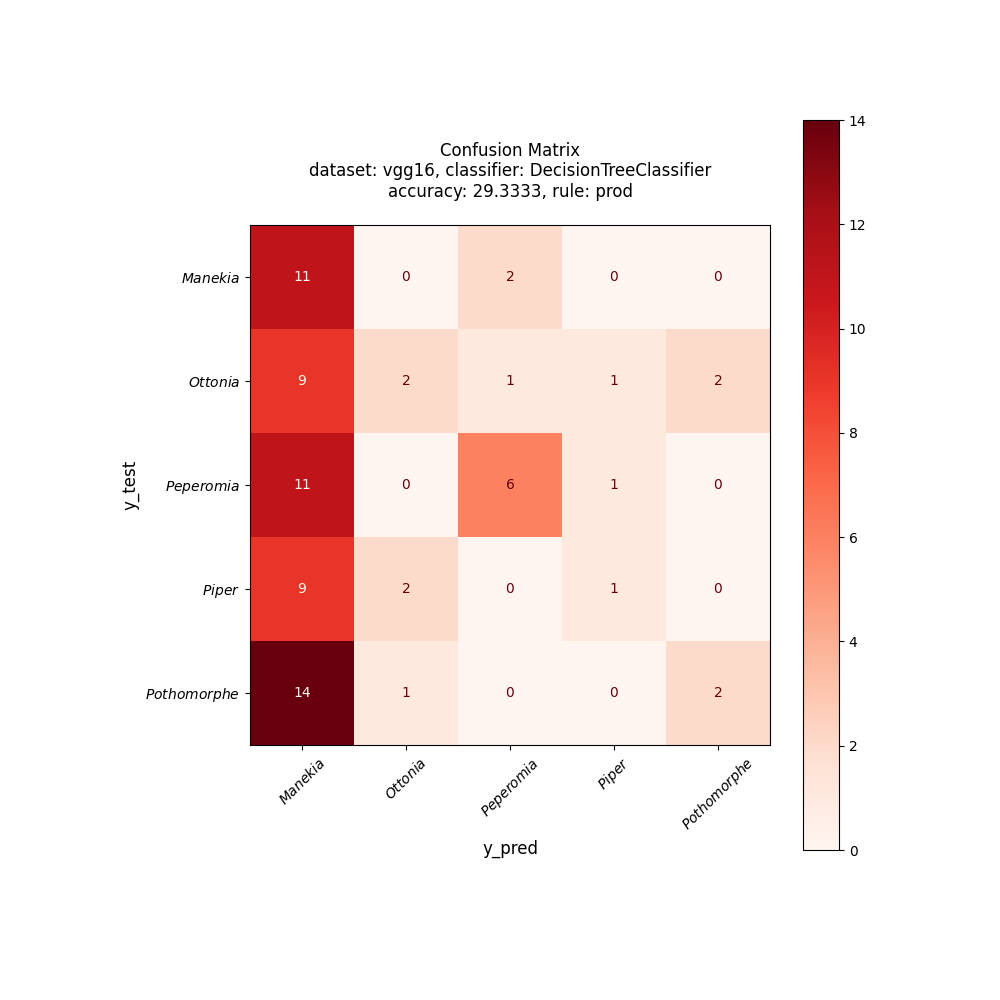 Confusion Matrix
dataset: vgg16, classifier: DecisionTreeClassifier
accuracy: 29.3333, rule: prod
14
12
10
8
6
4
2
0
y_test
Manekia 11 0 2 0 0
Ottonia 9 2 1 1 2
Peperomia 11 0 6 1 0
Piper 9 2 0 1 0
Pothomorphe 14 1 0 0 2
Manekia Ottonia Peperomia Piper Pothomorphe
y_pred